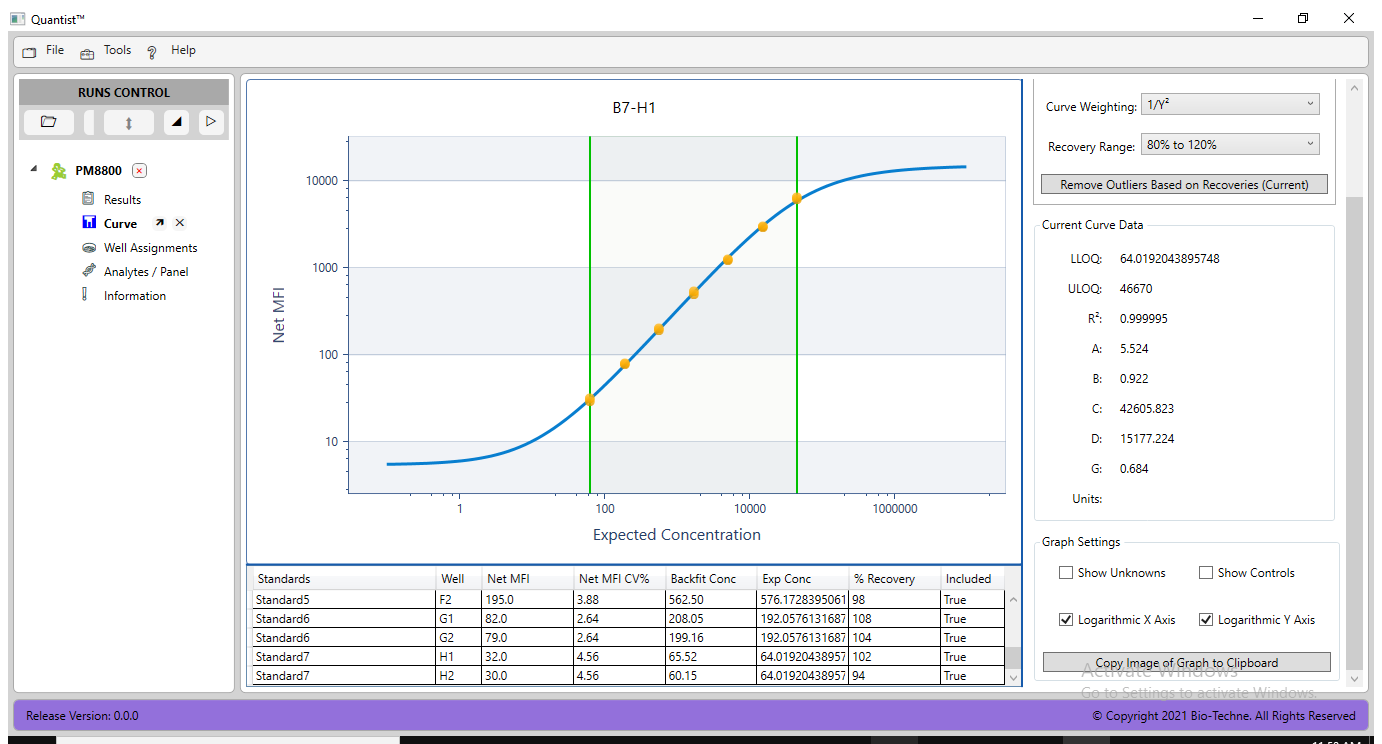 Quantist™
File Tools ? Help
RUNS CONTROL
PM8800
Results
Curve
Well Assignments
Analytes / Panel
Information
B7-H1
Net MFI
10000
1000
100
10
1 100 10000 1000000
Expected Concentration
Standards Well Net MFI Net MFI CV% Backfit Conc Exp Conc % Recovery Included
Standard5 F2 195.0 3.88 562.50 576.1728395061 98 True
Standard6 G1 82.0 2.64 208.05 192.0576131687 108 True
Standard6 G2 79.0 2.64 199.16 192.0576131687 104 True
Standard7 H1 32.0 4.56 65.52 64.01920438957 102 True
Standard7 H2 30.0 4.56 60.15 64.01920438957 94 True
Curve Weighting: 1/Y²
Recovery Range: 80% to 120%
Remove Outliers Based on Recoveries (Current)
Current Curve Data
LLOQ: 64.0192043895748
ULOQ: 46670
R²: 0.999995
A: 5.524
B: 0.922
C: 42605.823
D: 15177.224
G: 0.684
Units:
Graph Settings
Show Unknowns Show Controls
Logarithmic X Axis Logarithmic Y Axis
Copy Image of Graph to Clipboard
Activate Windows
Go to Settings to activate Windows.
Release Version: 0.0.0
© Copyright 2021 Bio-Techne. All Rights Reserved